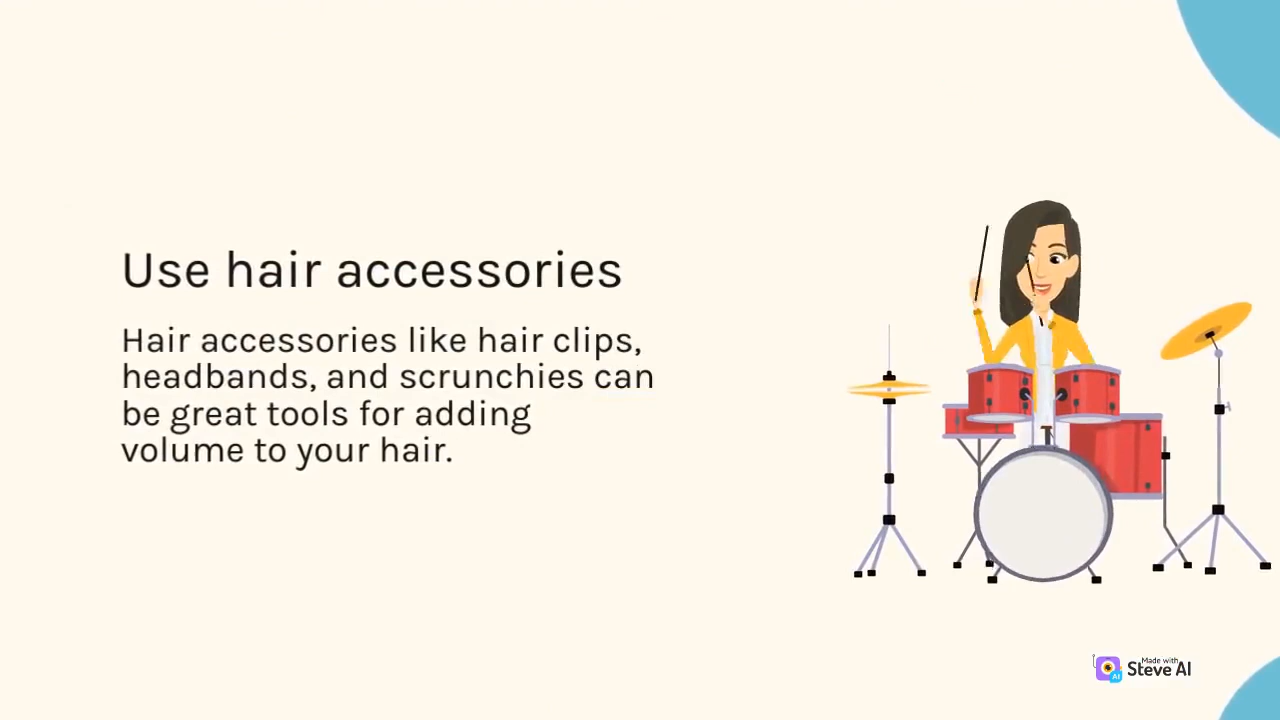 Use hair accessories
Hair accessories like hair clips,
headbands, and scrunchies can
be great tools for adding
volume to your hair.
Made with
Steve AI
AI